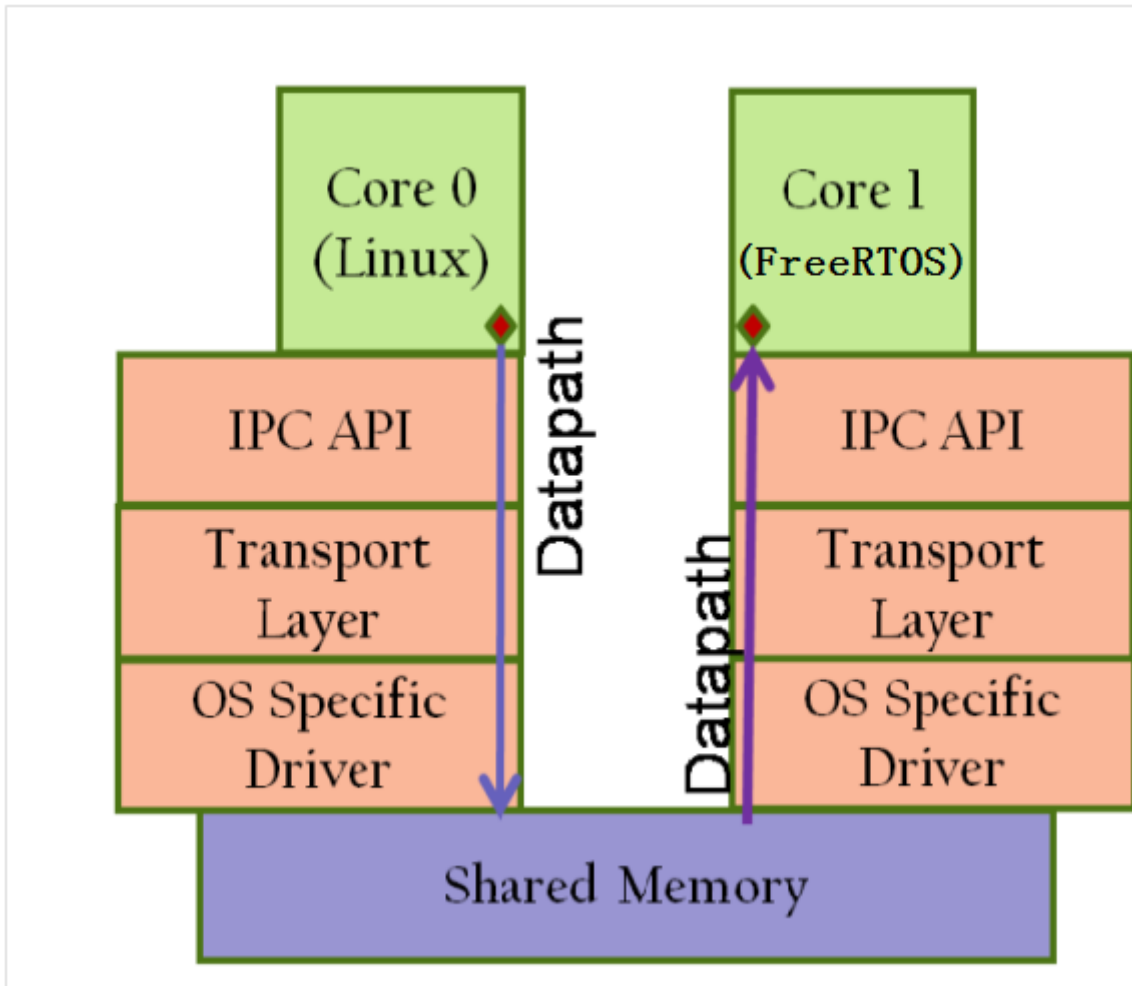 Core 0
(Linux)
Core 1
(FreeRTOS)
Datapath
IPC API
IPC API
Transport
Layer
Transport
Layer
Datapath
OS Specific
Driver
OS Specific
Driver
Shared Memory